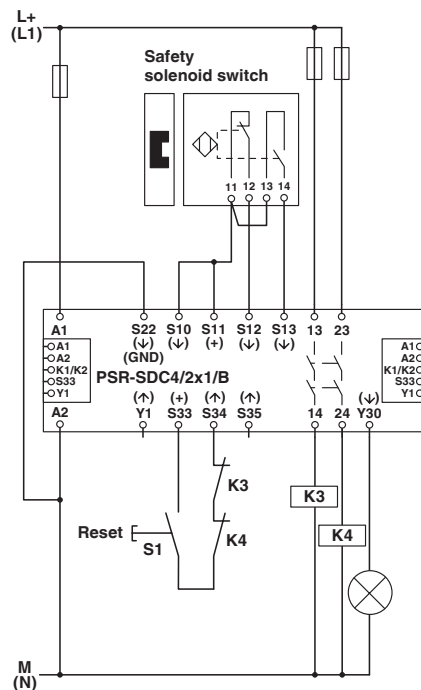 L+
(L1)
Safety
solenoid switch
11 12 13 14
A1 S22 S10 S11 S12 S13 13 23
(↓) (↓) (+) (↓) (↓)
(GND)
A1
A2
K1/K2
S33
Y1
A1
A2
K1/K2
S33
Y1
PSR-SDC4/2x1/B
(↑) (+) (↑) (↑) (↓)
A2 Y1 S33 S34 S35 14 24 Y30
K3
K4
Reset
S1
K3
K4
M
(N)